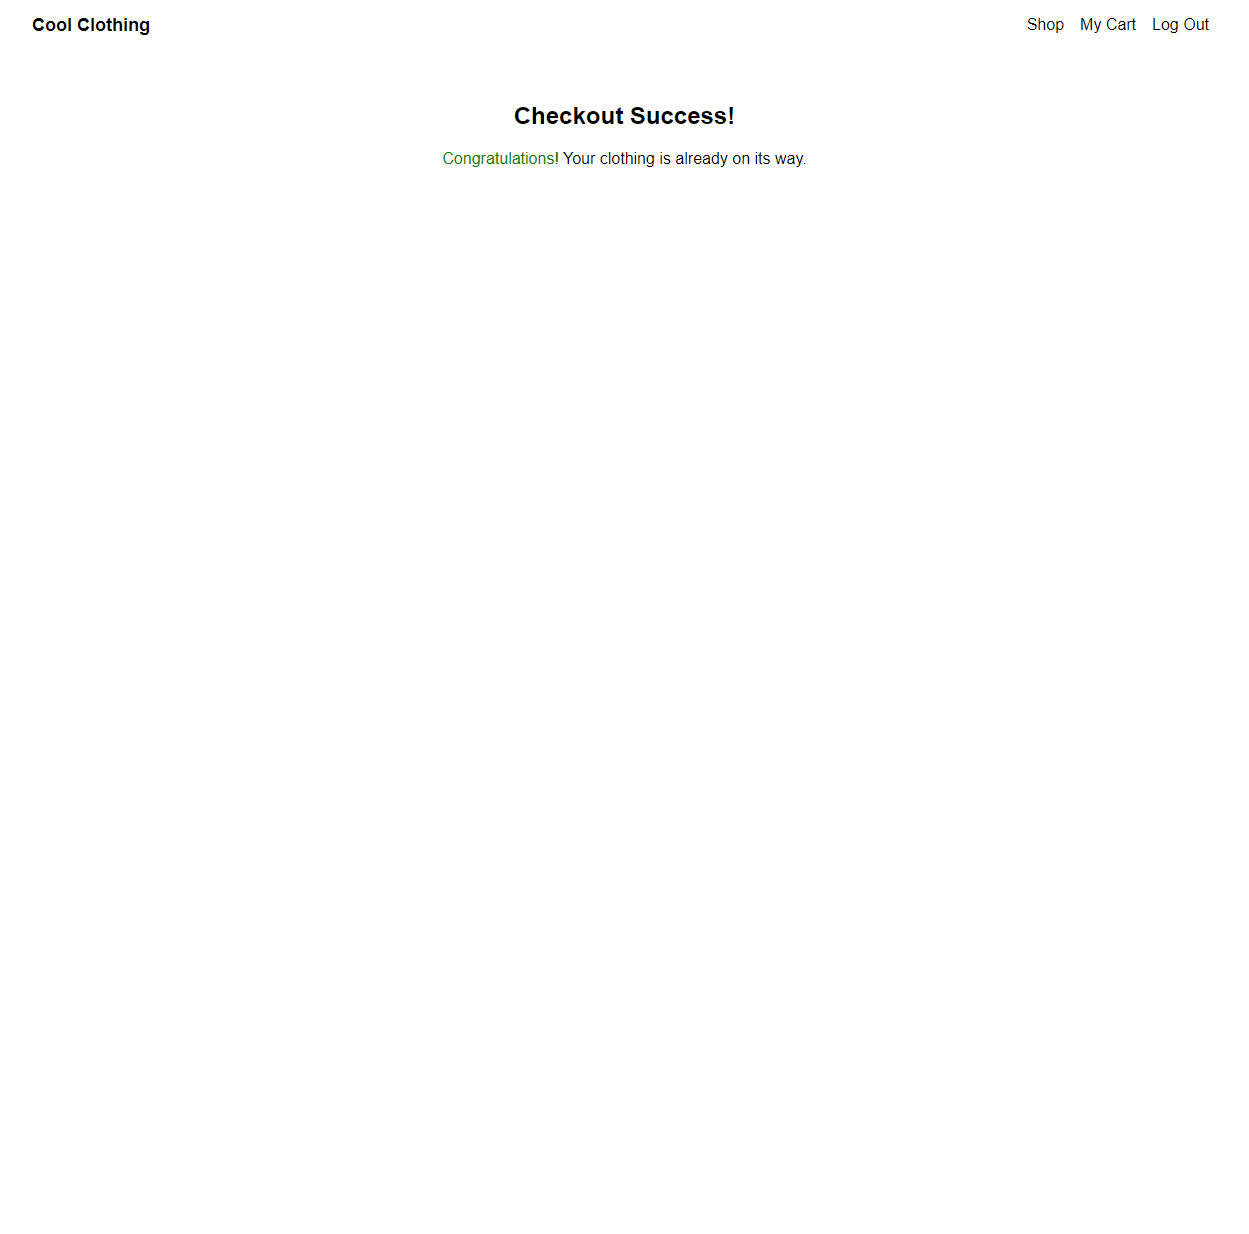 Cool Clothing
Shop My Cart Log Out
Checkout Success!
Congratulations! Your clothing is already on its way.